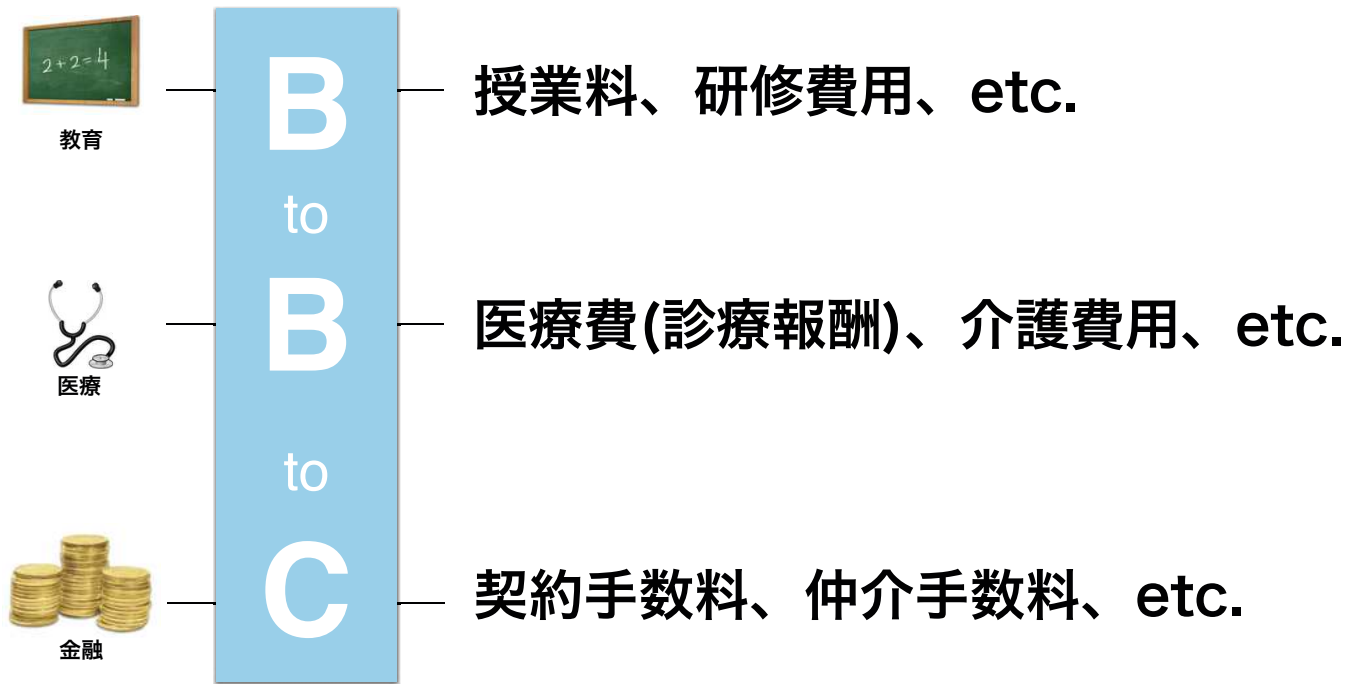 2+2=4
教育
B
to
B
to
C
授業料、研修費用、etc.
医療
医療費(診療報酬)、介護費用、etc.
金融
契約手数料、仲介手数料、etc.